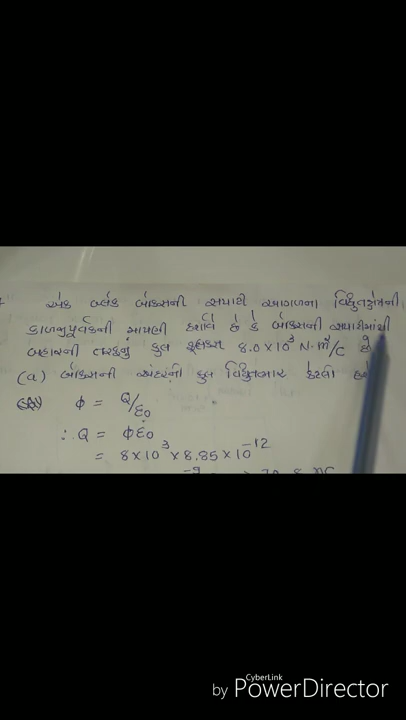 એક બ્લેક બોક્સની સપાટી આગળના વિદ્યુતક્ષેત્રની
કાળજીપૂર્વકની માપણી દર્શાવે છે કે બોક્સની સપાટીમાંથી
બહારની તરફનું કુલ ફ્લક્સ 8.0 × 10³ N·m²/C છે
(a) બોક્સની અંદરની કુલ વિદ્યુતભાર કેટલો હશે
φ = Q/ε₀
∴ Q = φε₀
= 8×10³ × 8.85 × 10⁻¹²
by CyberLink PowerDirector